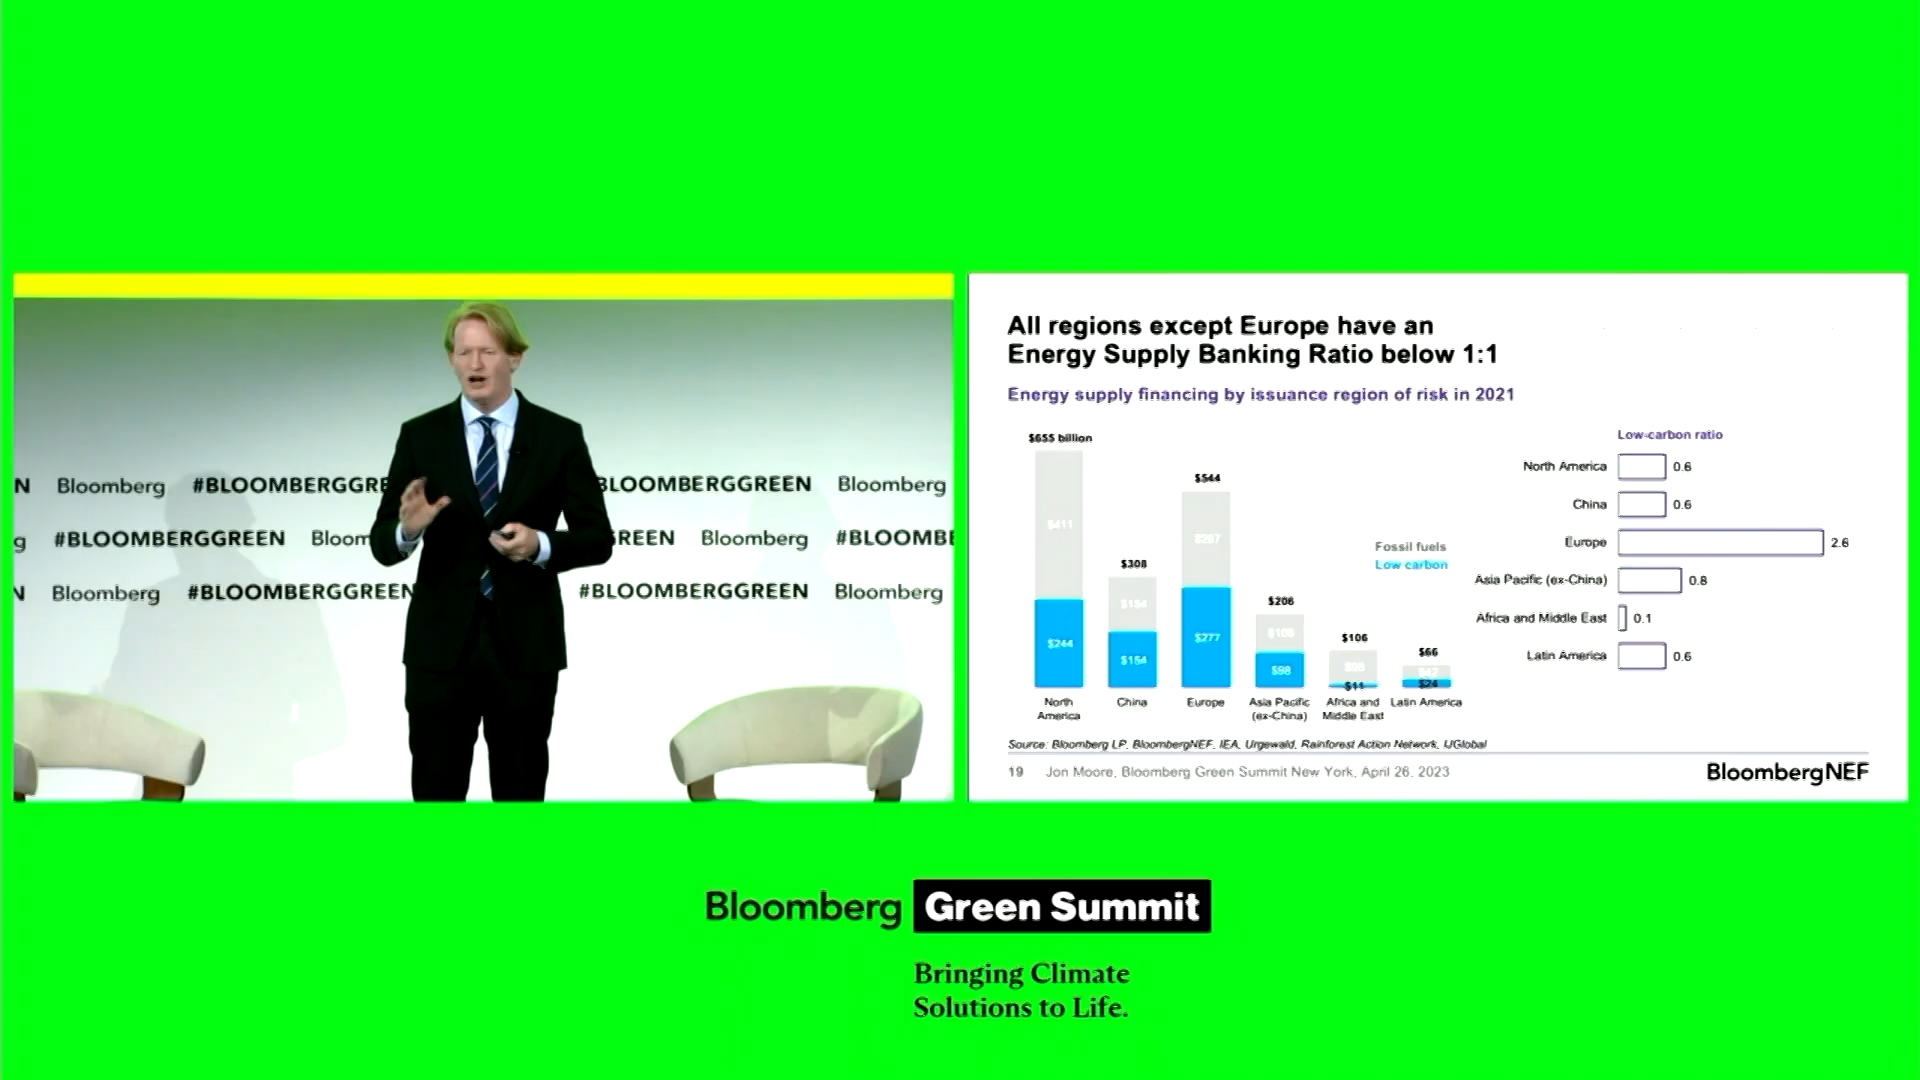 N Bloomberg #BLOOMBERGGRE BLOOMBERGGREEN Bloomberg
g #BLOOMBERGGREEN Bloom GREEN Bloomberg #BLOOMBE
N Bloomberg #BLOOMBERGGREEN #BLOOMBERGGREEN Bloomberg
All regions except Europe have an
Energy Supply Banking Ratio below 1:1
Energy supply financing by issuance region of risk in 2021
$655 billion
$411
$244
North
America
$308
$154
$154
China
$544
$277
Europe
$206
$98
Asia Pacific
(ex-China)
$106
$11
Africa and
Middle East
$66
$24
Latin America
Fossil fuels
Low carbon
Low-carbon ratio
North America 0.6
China 0.6
Europe 2.6
Asia Pacific (ex-China) 0.8
Africa and Middle East 0.1
Latin America 0.6
Source: Bloomberg LP, BloombergNEF, IEA, Urgewald, Rainforest Action Network, IJGlobal
19 Jon Moore, Bloomberg Green Summit New York, April 26, 2023
BloombergNEF
Bloomberg Green Summit
Bringing Climate
Solutions to Life.